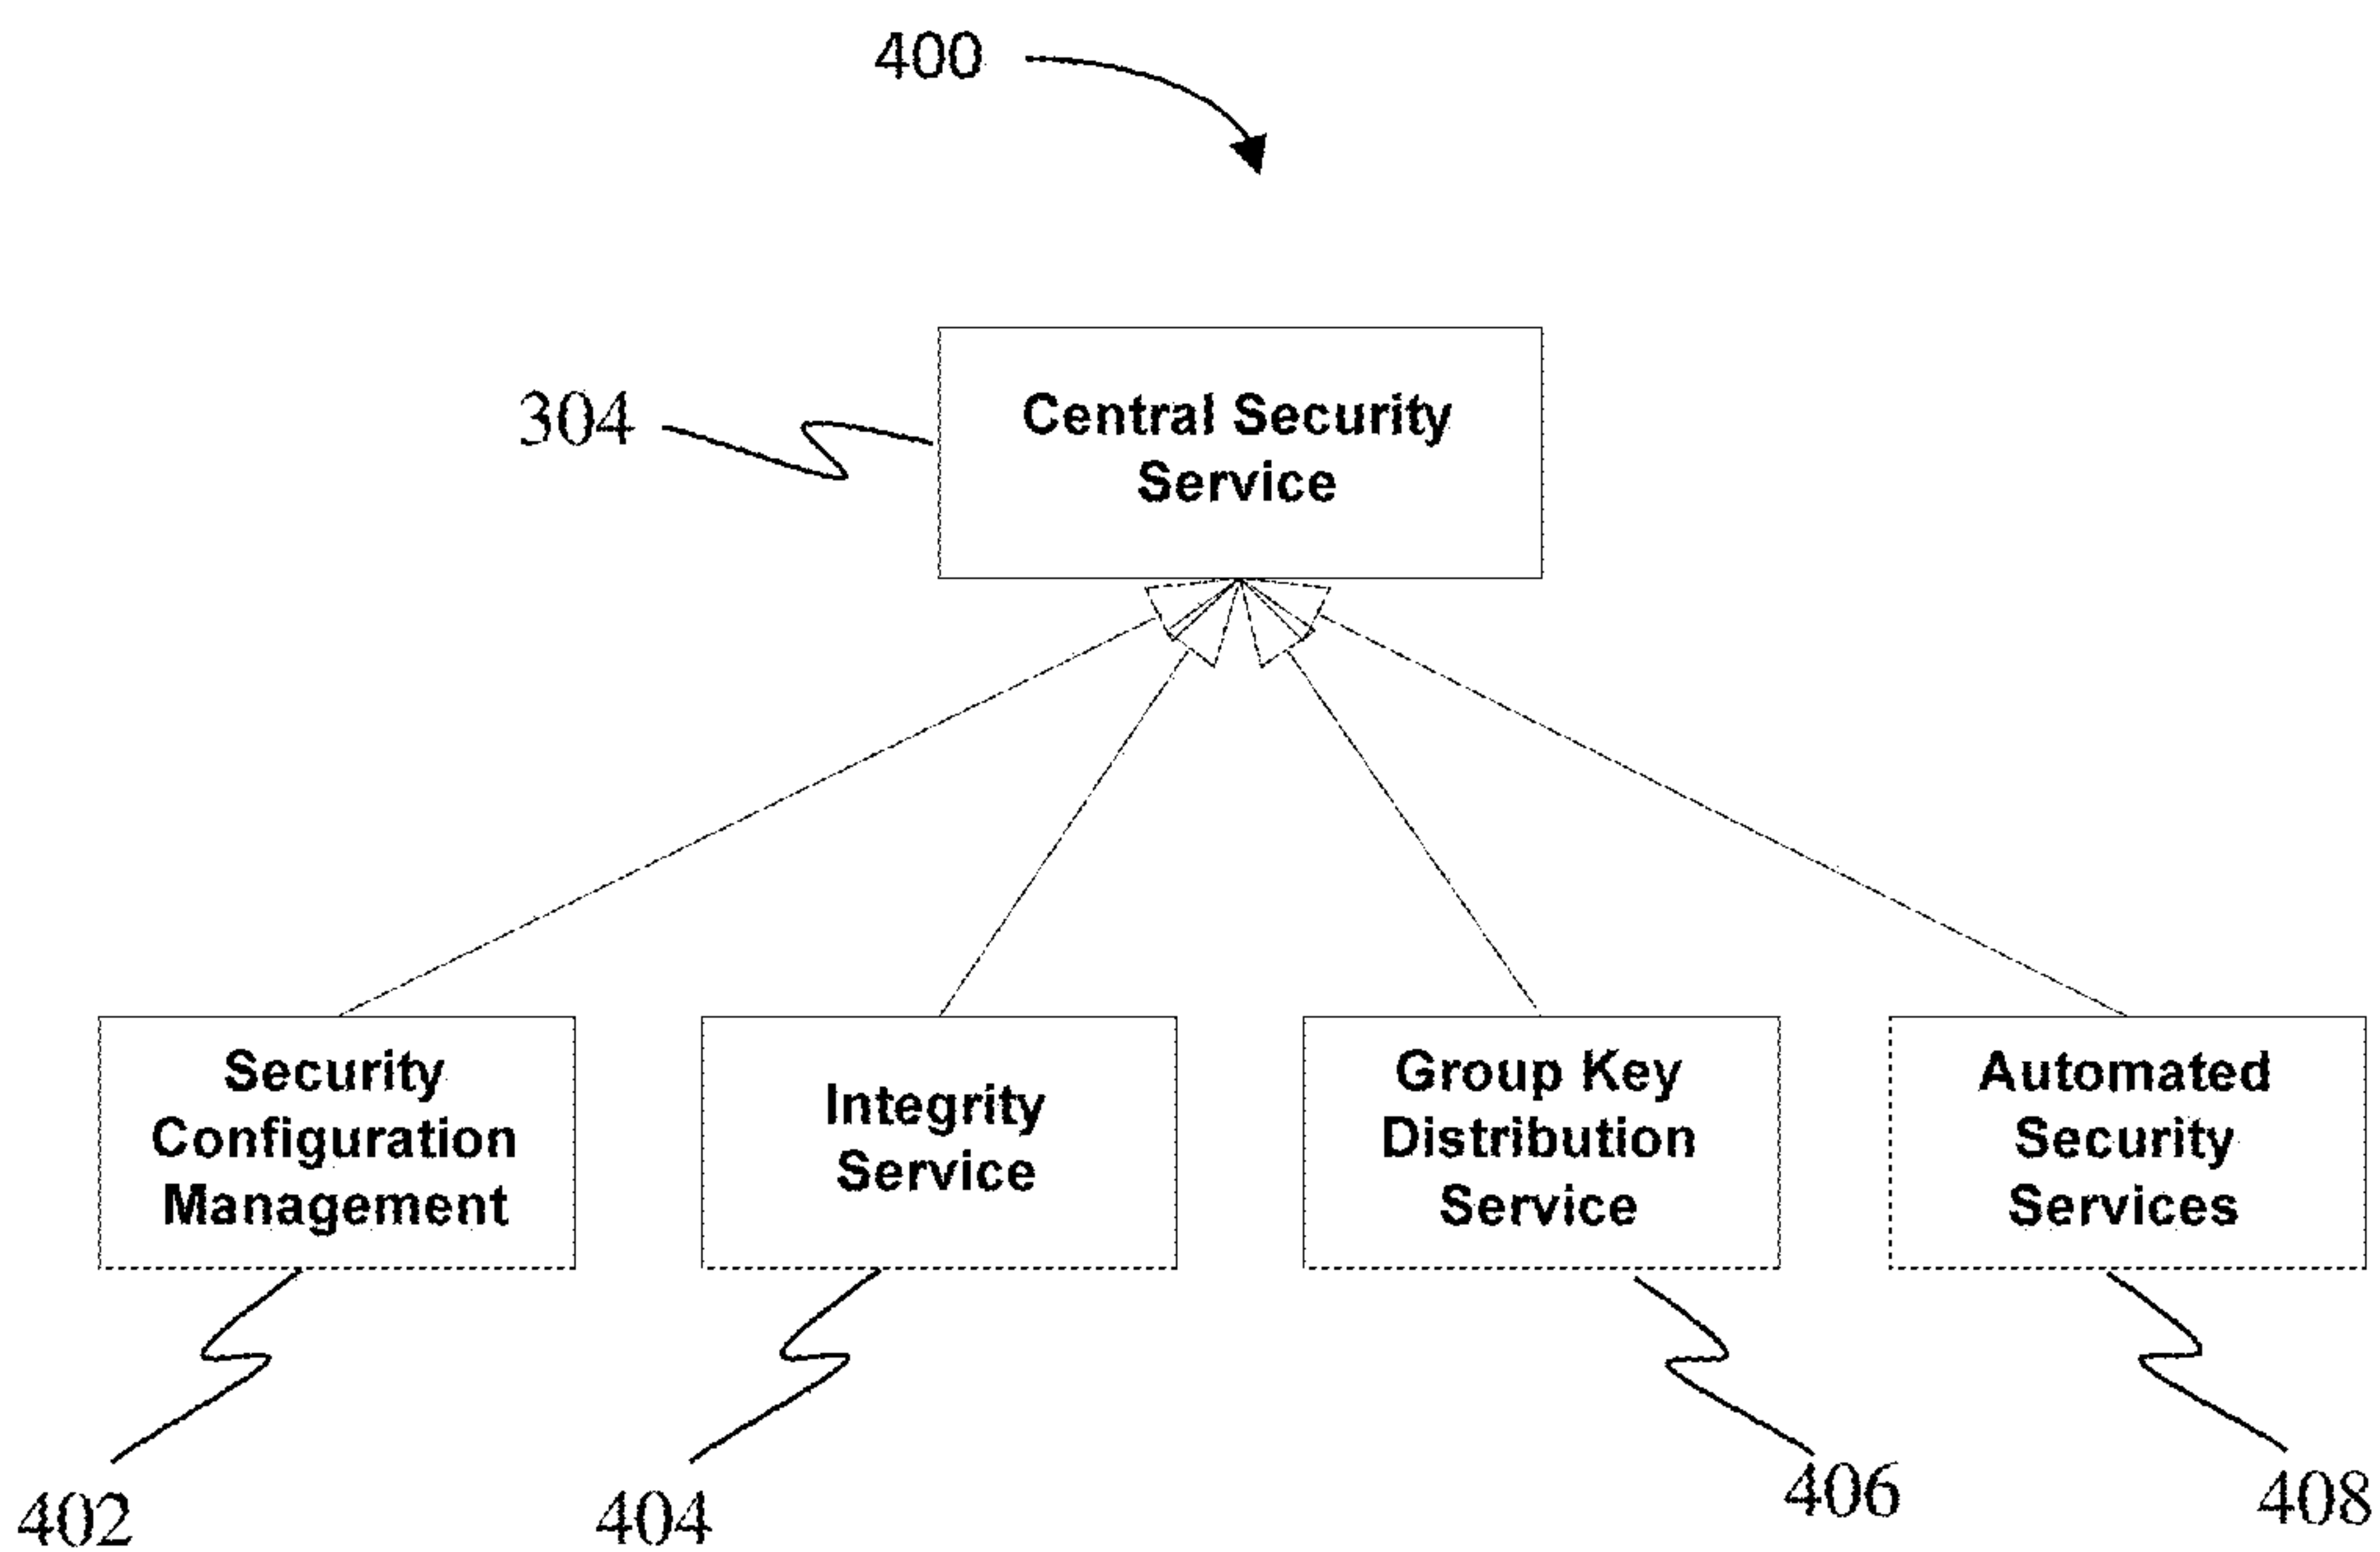 400
304
Central Security
Service
Security
Configuration
Management
Integrity
Service
Group Key
Distribution
Service
Automated
Security
Services
402
404
406
408